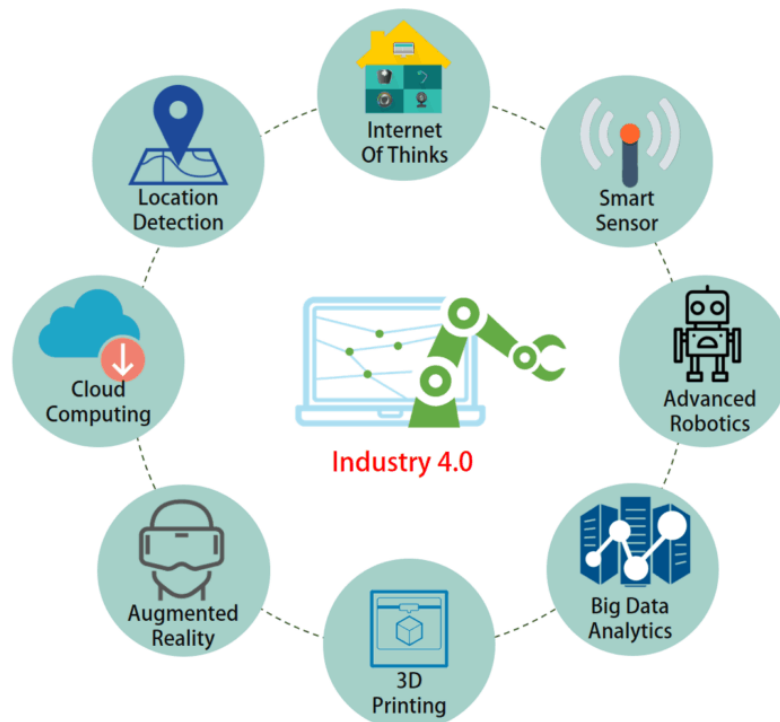 Internet
Of Thinks
Smart
Sensor
Advanced
Robotics
Big Data
Analytics
3D
Printing
Augmented
Reality
Cloud
Computing
Location
Detection
Industry 4.0